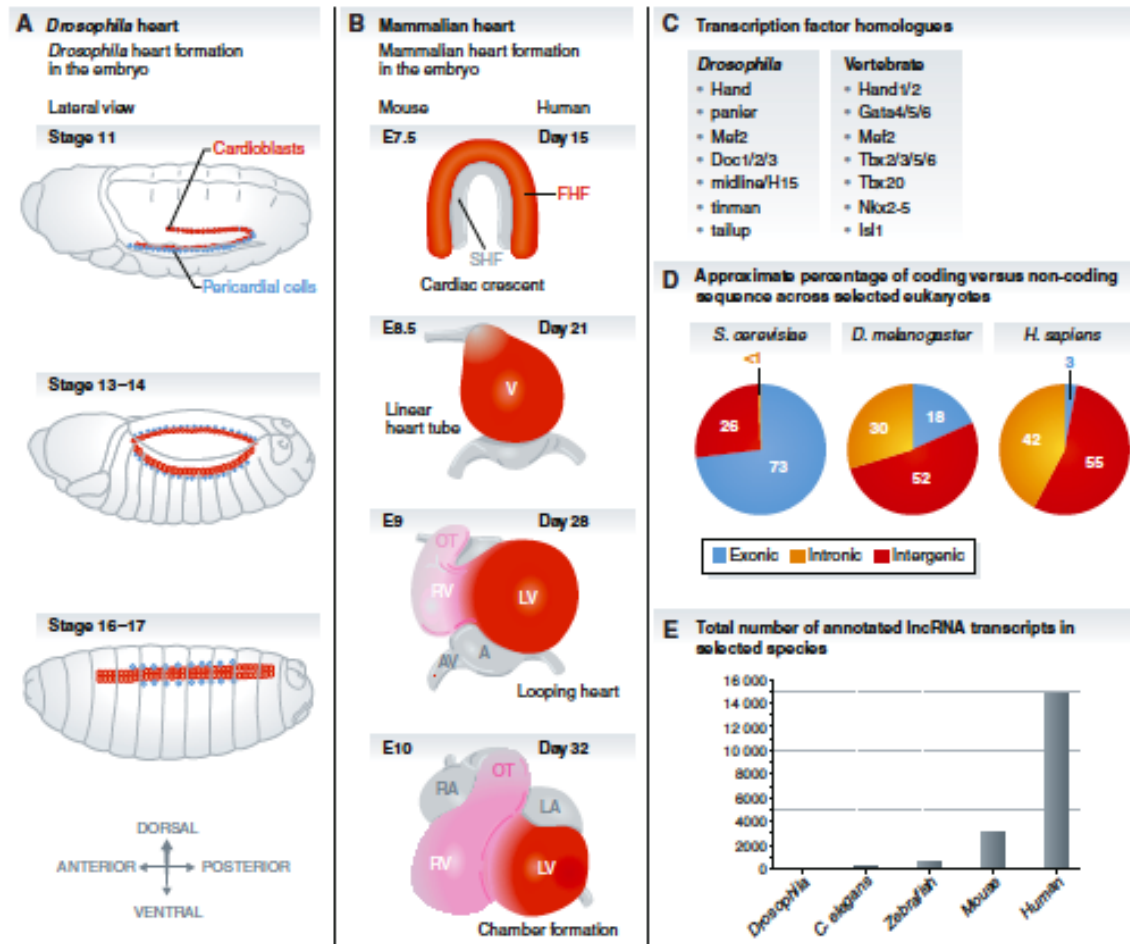 A Drosophila heart
Drosophila heart formation
in the embryo
Lateral view
Stage 11
Cardioblasts
Pericardial cells
Stage 13–14
Stage 16–17
DORSAL
ANTERIOR
POSTERIOR
VENTRAL
B Mammalian heart
Mammalian heart formation
in the embryo
Mouse
Human
E7.5
Day 15
FHF
SHF
Cardiac crescent
E8.5
Day 21
V
Linear
heart tube
E9
Day 28
OT
RV
LV
AV
A
Looping heart
E10
Day 32
OT
RA
LA
RV
LV
Chamber formation
C Transcription factor homologues
Drosophila
• Hand
• panier
• Mef2
• Doc1/2/3
• midline/H15
• tinman
• tailup
Vertebrate
• Hand1/2
• Gata4/5/6
• Mef2
• Tbx2/3/5/6
• Tbx20
• Nkx2-5
• Isl1
D Approximate percentage of coding versus non-coding
sequence across selected eukaryotes
S. cerevisiae
D. melanogaster
H. sapiens
<1
26
73
30
18
52
3
42
55
Exonic Intronic Intergenic
E Total number of annotated lncRNA transcripts in
selected species
16 000
14 000
12 000
10 000
8000
6000
4000
2000
0
Drosophila
C. elegans
Zebrafish
Mouse
Human